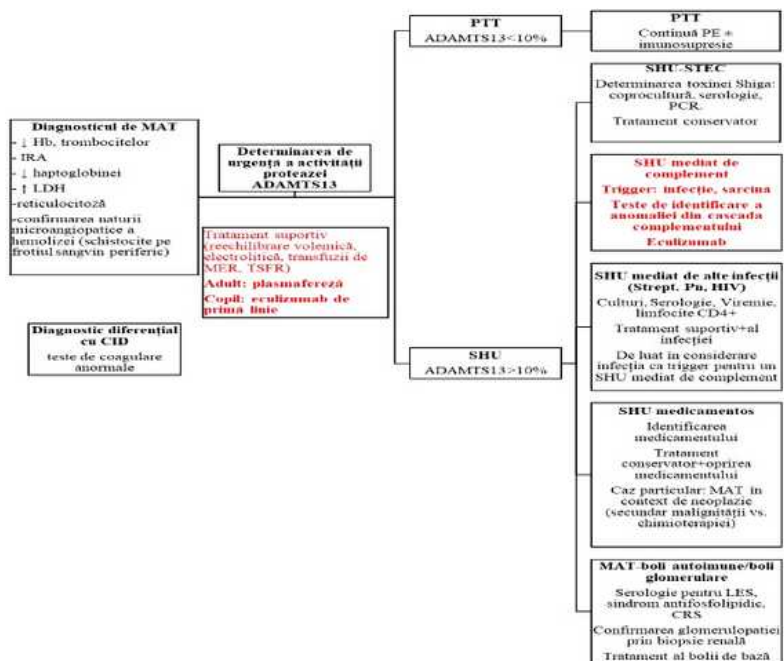 Diagnosticul de MAT
- ↓ Hb, trombocitelor
- IRA
- ↓ haptoglobinei
- ↑ LDH
-reticulocitoză
-confirmarea naturii
microangiopatice a
hemolizei (schistocite pe
frotiul sangvin periferic)
Diagnostic diferențial
cu CID
teste de coagulare
anormale
Determinarea de
urgență a activității
proteazei
ADAMTS13
Tratament suportiv
(reechilibrare volemică,
electrolitică, transfuzii de
MER, TSFR)
Adult: plasmafereză
Copil: eculizumab de
primă linie
PTT
ADAMTS13<10%
SHU
ADAMTS13>10%
PTT
Continuă PE +
imunosupresie
SHU-STEC
Determinarea toxinei Shiga:
coprocultură, serologie,
PCR.
Tratament conservator
SHU mediat de
complement
Trigger: infecție, sarcina
Teste de identificare a
anomaliei din cascada
complementului
Eculizumab
SHU mediat de alte infecții
(Strept. Pn, HIV)
Culturi, Serologie, Viremie,
limfocite CD4+
Tratament suportiv+al
infecției
De luat in considerare
infecția ca trigger pentru un
SHU mediat de complement
SHU medicamentos
Identificarea
medicamentului
Tratament
conservator+oprirea
medicamentului
Caz particular: MAT in
context de neoplazie
(secundar malignității vs.
chimioterapiei)
MAT-boli autoimune/boli
glomerulare
Serologie pentru LES,
sindrom antifosfolipidic,
CRS
Confirmarea glomerulopatiei
prin biopsie renală
Tratament al bolii de bază